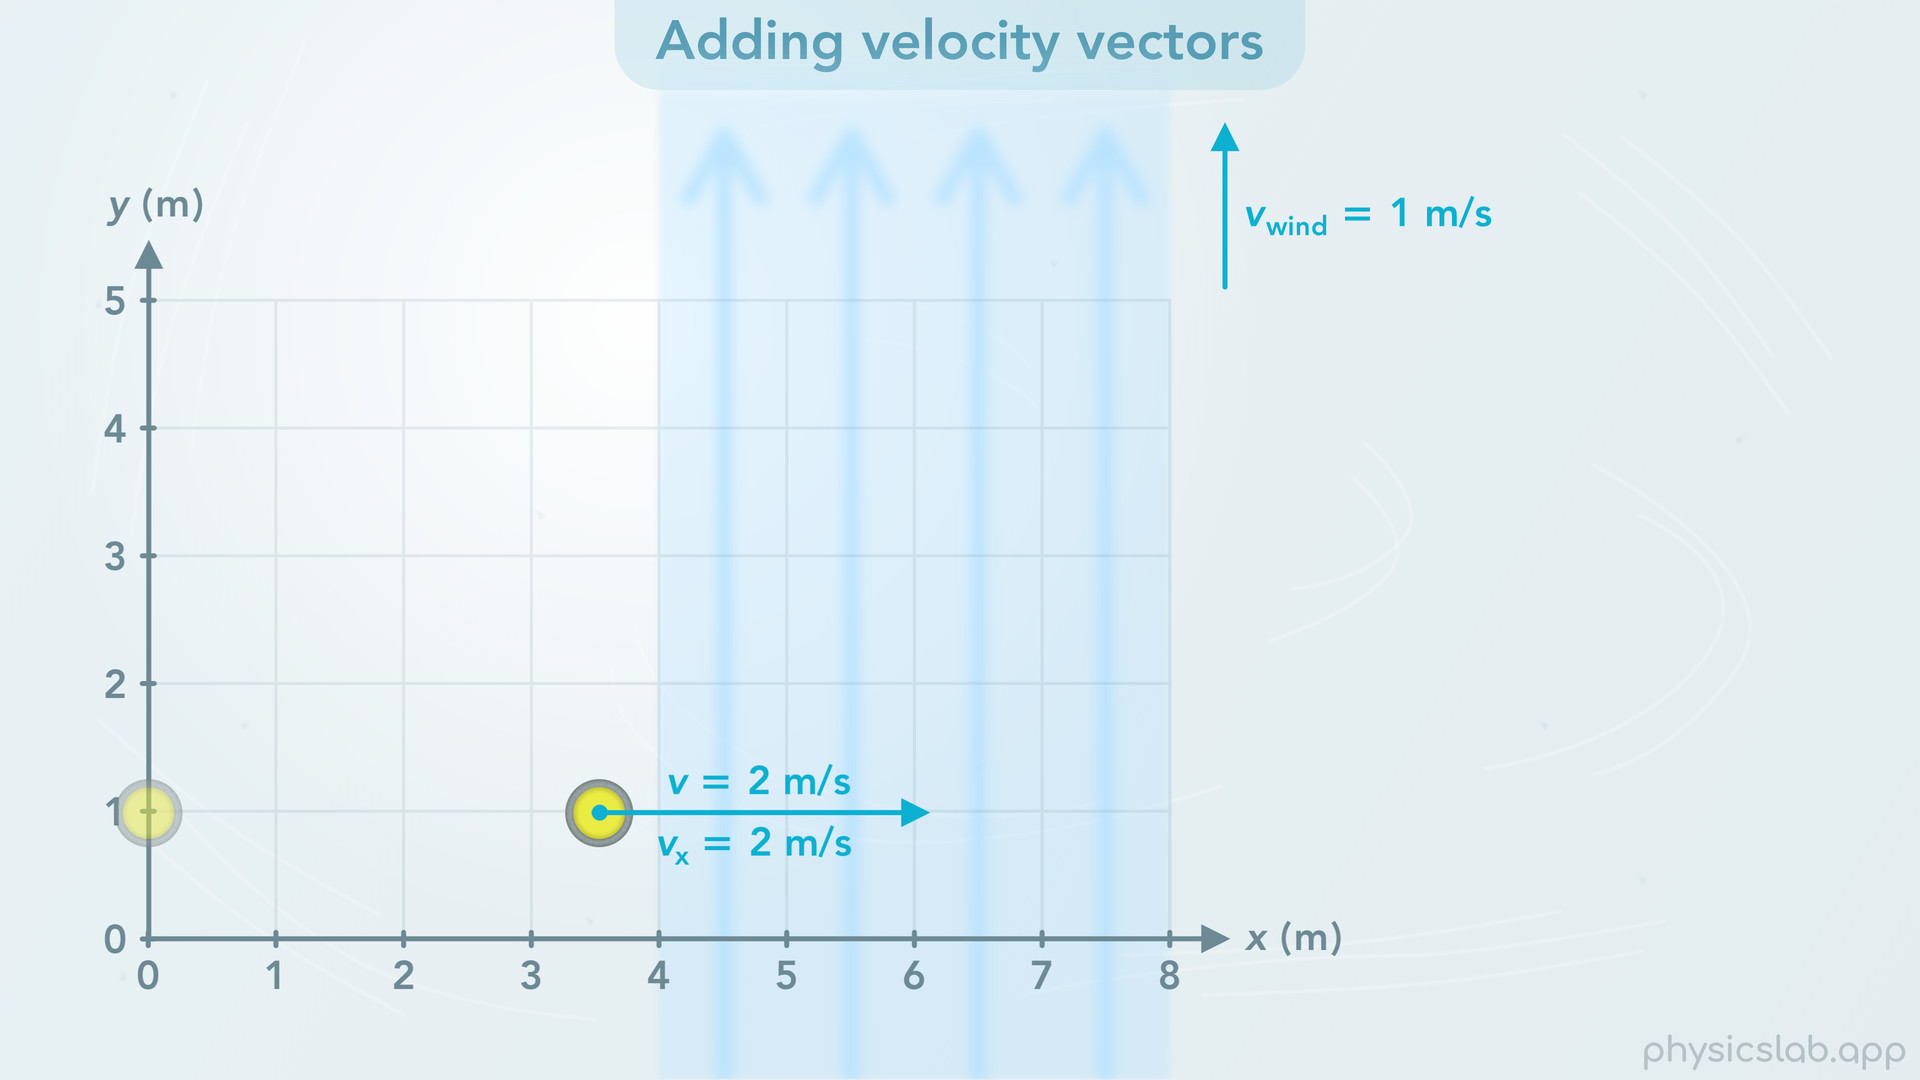 Adding velocity vectors
y (m)
v_wind = 1 m/s
5
4
3
2
v = 2 m/s
1
v_x = 2 m/s
0
x (m)
0 1 2 3 4 5 6 7 8
physicslab.app